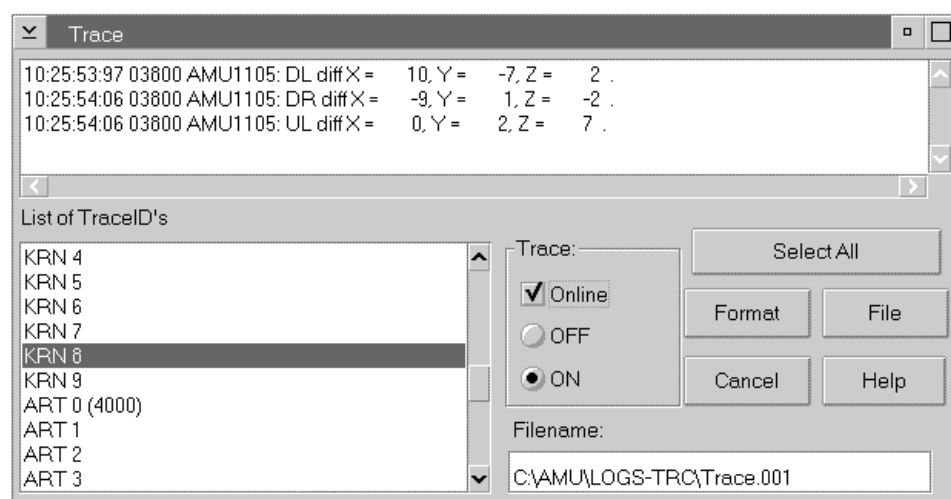 Trace
10:25:53:97 03800 AMU1105: DL diff X = 10, Y = -7, Z = 2 .
10:25:54:06 03800 AMU1105: DR diff X = -9, Y = 1, Z = -2 .
10:25:54:06 03800 AMU1105: UL diff X = 0, Y = 2, Z = 7 .
List of TraceID's
KRN 4
KRN 5
KRN 6
KRN 7
KRN 8
KRN 9
ART 0 (4000)
ART 1
ART 2
ART 3
Trace:
Online
OFF
ON
Select All
Format
File
Cancel
Help
Filename:
C:\AMU\LOGS-TRC\Trace.001